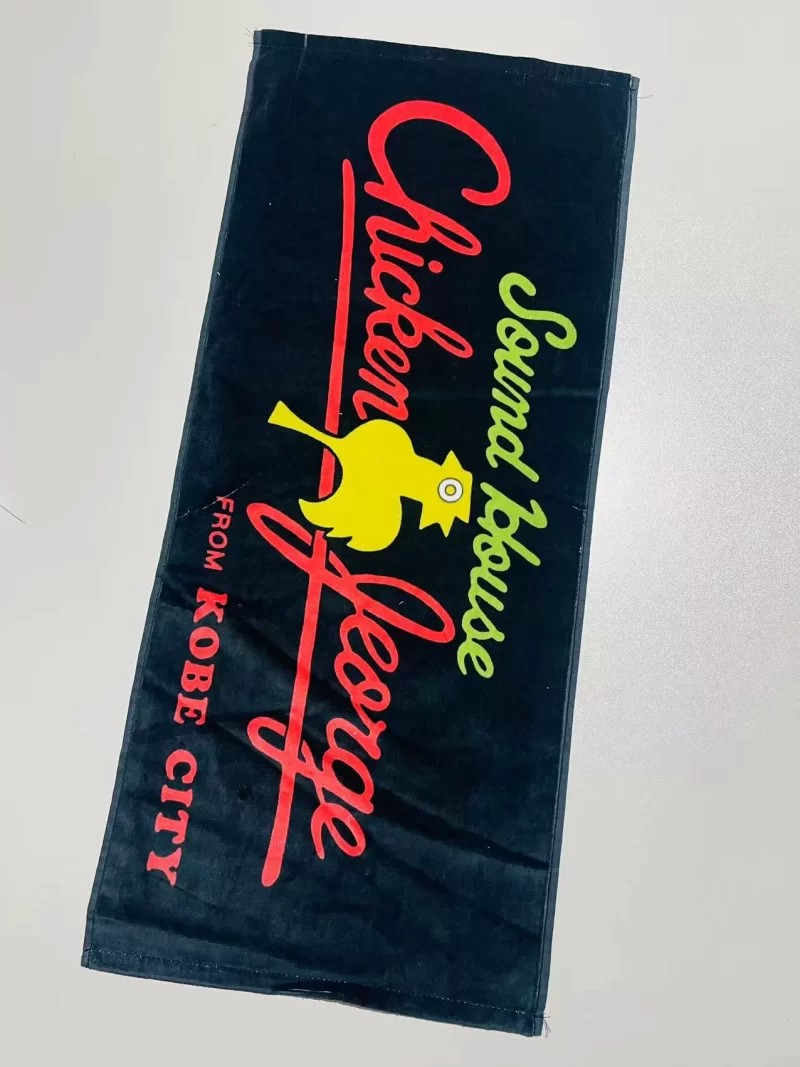 Sound House
Chicken George
FROM KOBE CITY